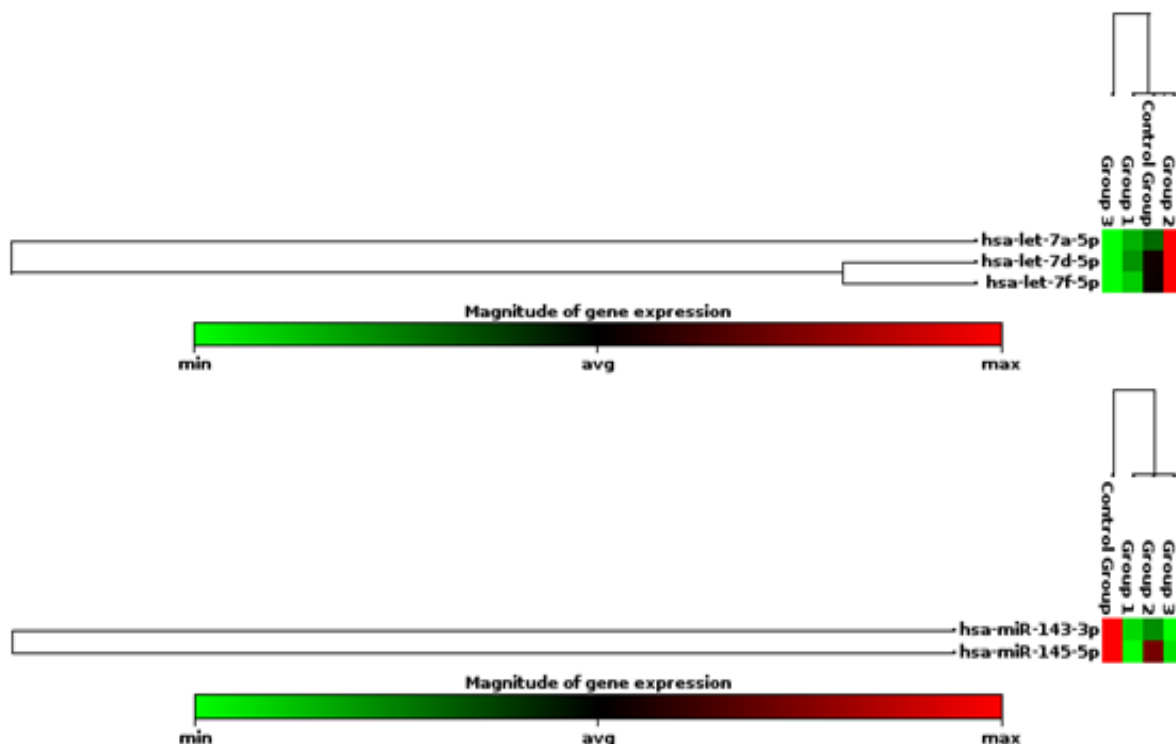 Group 3
Group 1
Control Group
Group 2
hsa-let-7a-5p
hsa-let-7d-5p
hsa-let-7f-5p
Magnitude of gene expression
min avg max
Control Group
Group 1
Group 2
Group 3
hsa-miR-143-3p
hsa-miR-145-5p
Magnitude of gene expression
min avg max